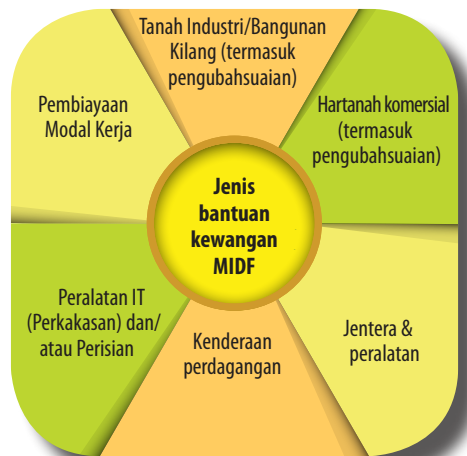 Tanah Industri/Bangunan
Kilang (termasuk
pengubahsuaian)
Hartanah komersial
(termasuk
pengubahsuaian)
Jentera &
peralatan
Kenderaan
perdagangan
Peralatan IT
(Perkakasan) dan/
atau Perisian
Pembiayaan
Modal Kerja
Jenis
bantuan
kewangan
MIDF